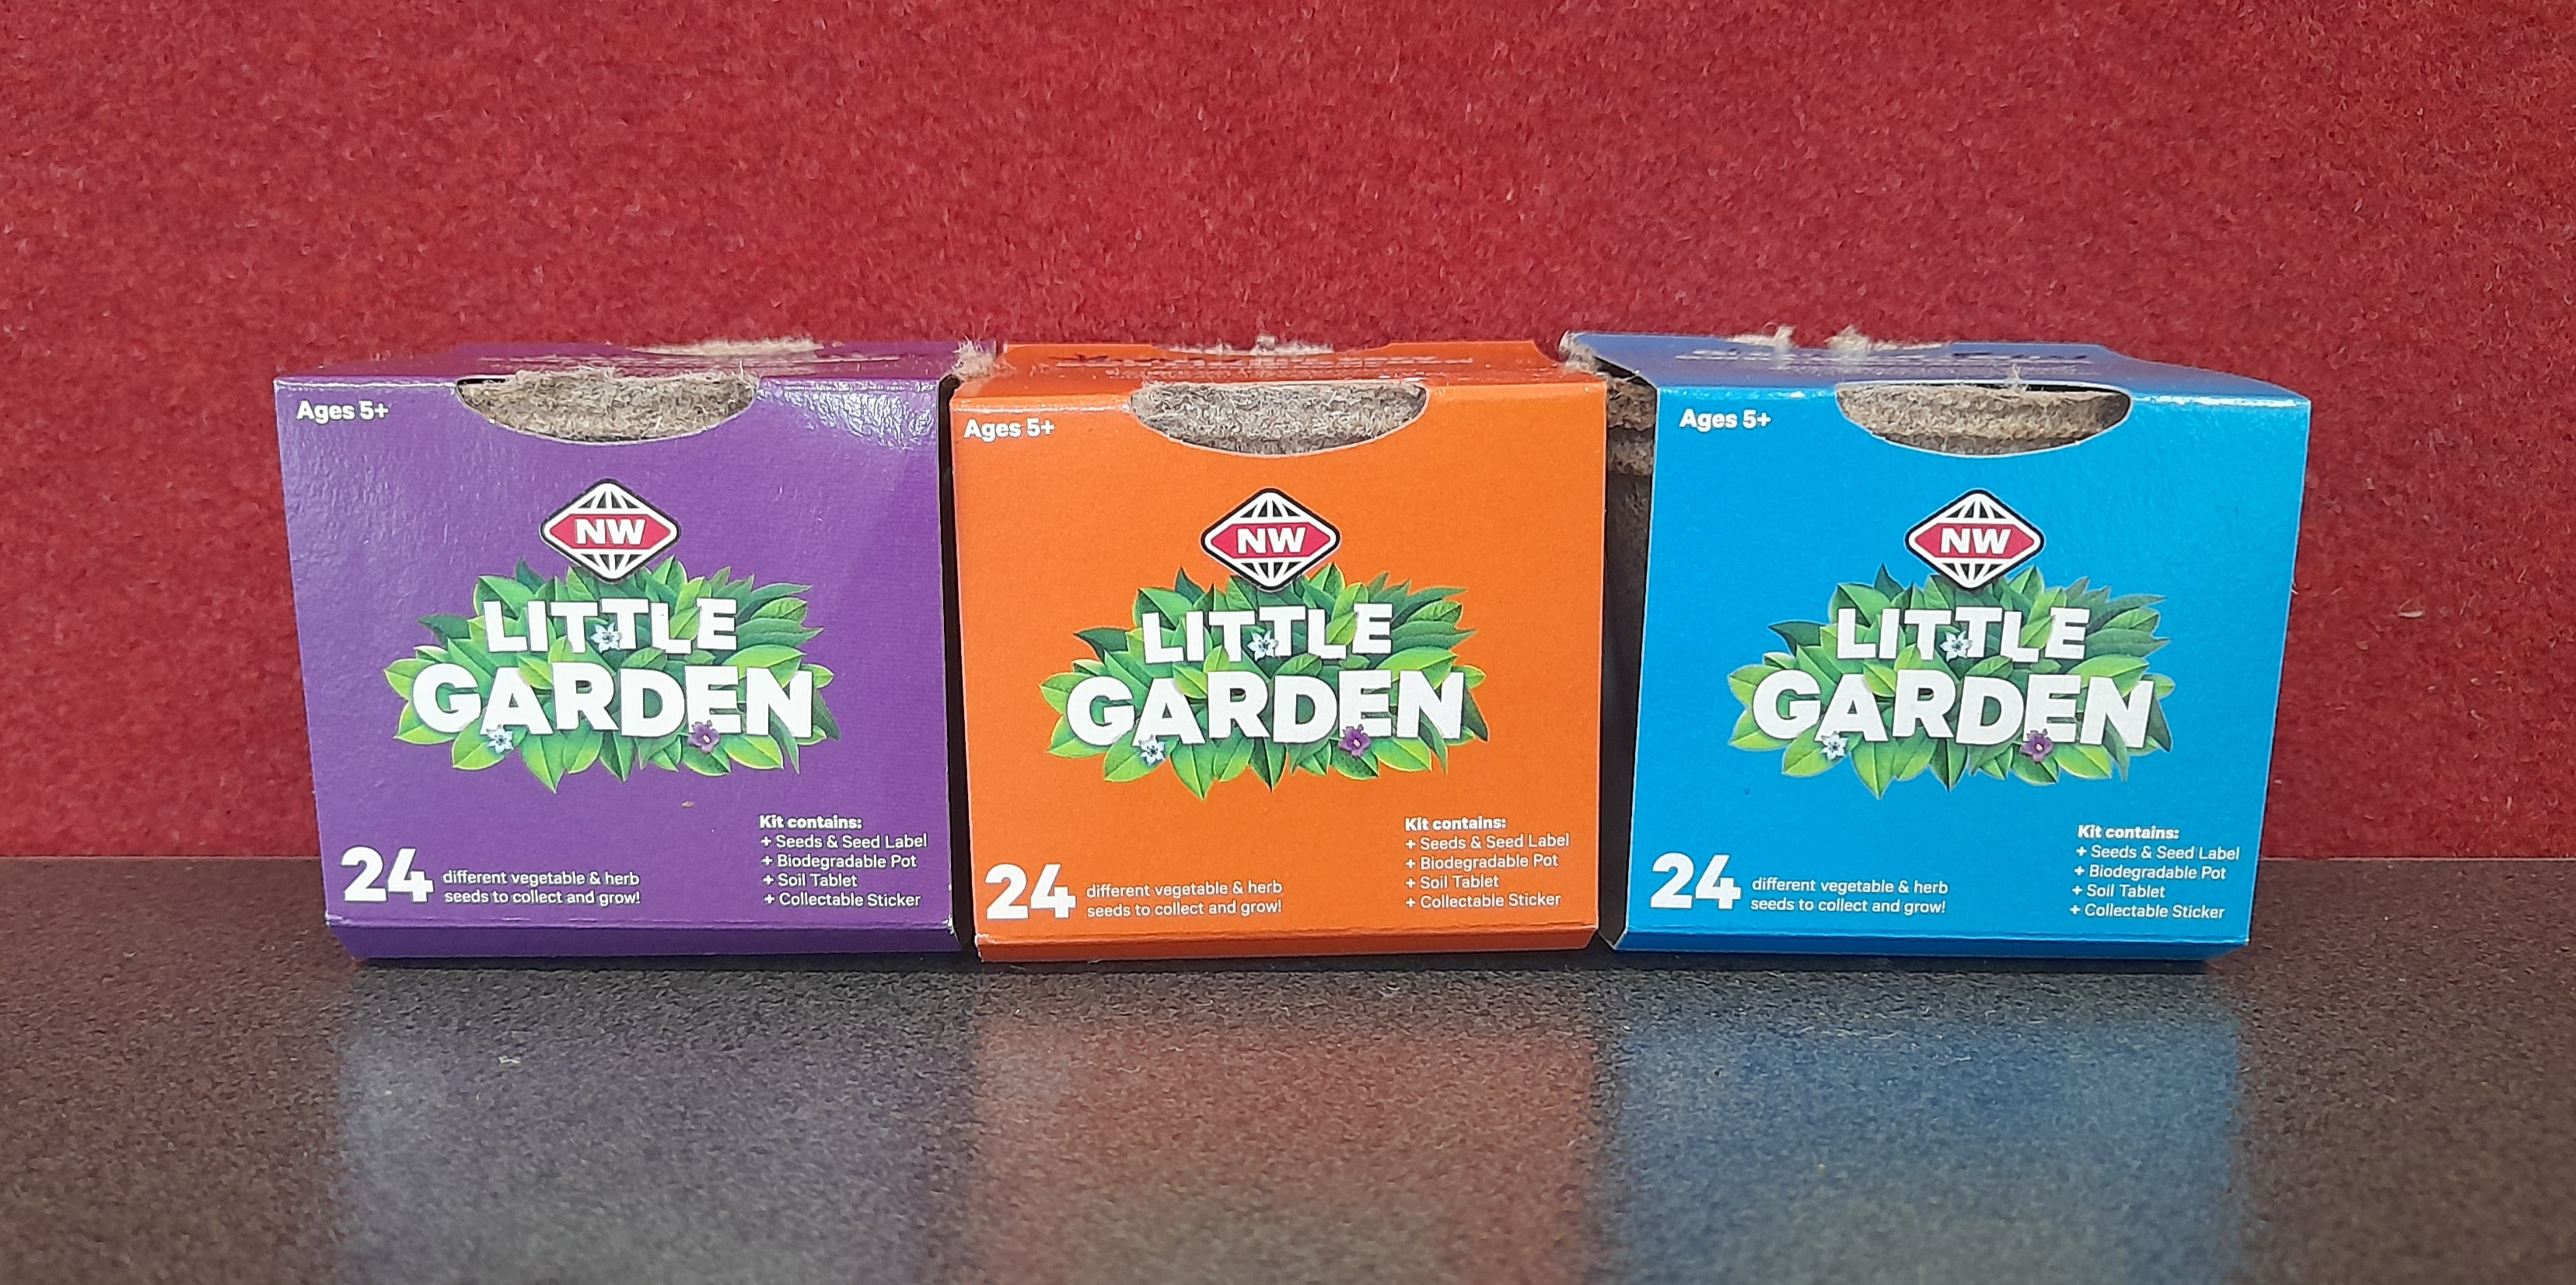 Ages 5+
NW
LITTLE
GARDEN
24
different vegetable & herb
seeds to collect and grow!
Kit contains:
+ Seeds & Seed Label
+ Biodegradable Pot
+ Soil Tablet
+ Collectable Sticker
Ages 5+
NW
LITTLE
GARDEN
24
different vegetable & herb
seeds to collect and grow!
Kit contains:
+ Seeds & Seed Label
+ Biodegradable Pot
+ Soil Tablet
+ Collectable Sticker
Ages 5+
NW
LITTLE
GARDEN
24
different vegetable & herb
seeds to collect and grow!
Kit contains:
+ Seeds & Seed Label
+ Biodegradable Pot
+ Soil Tablet
+ Collectable Sticker